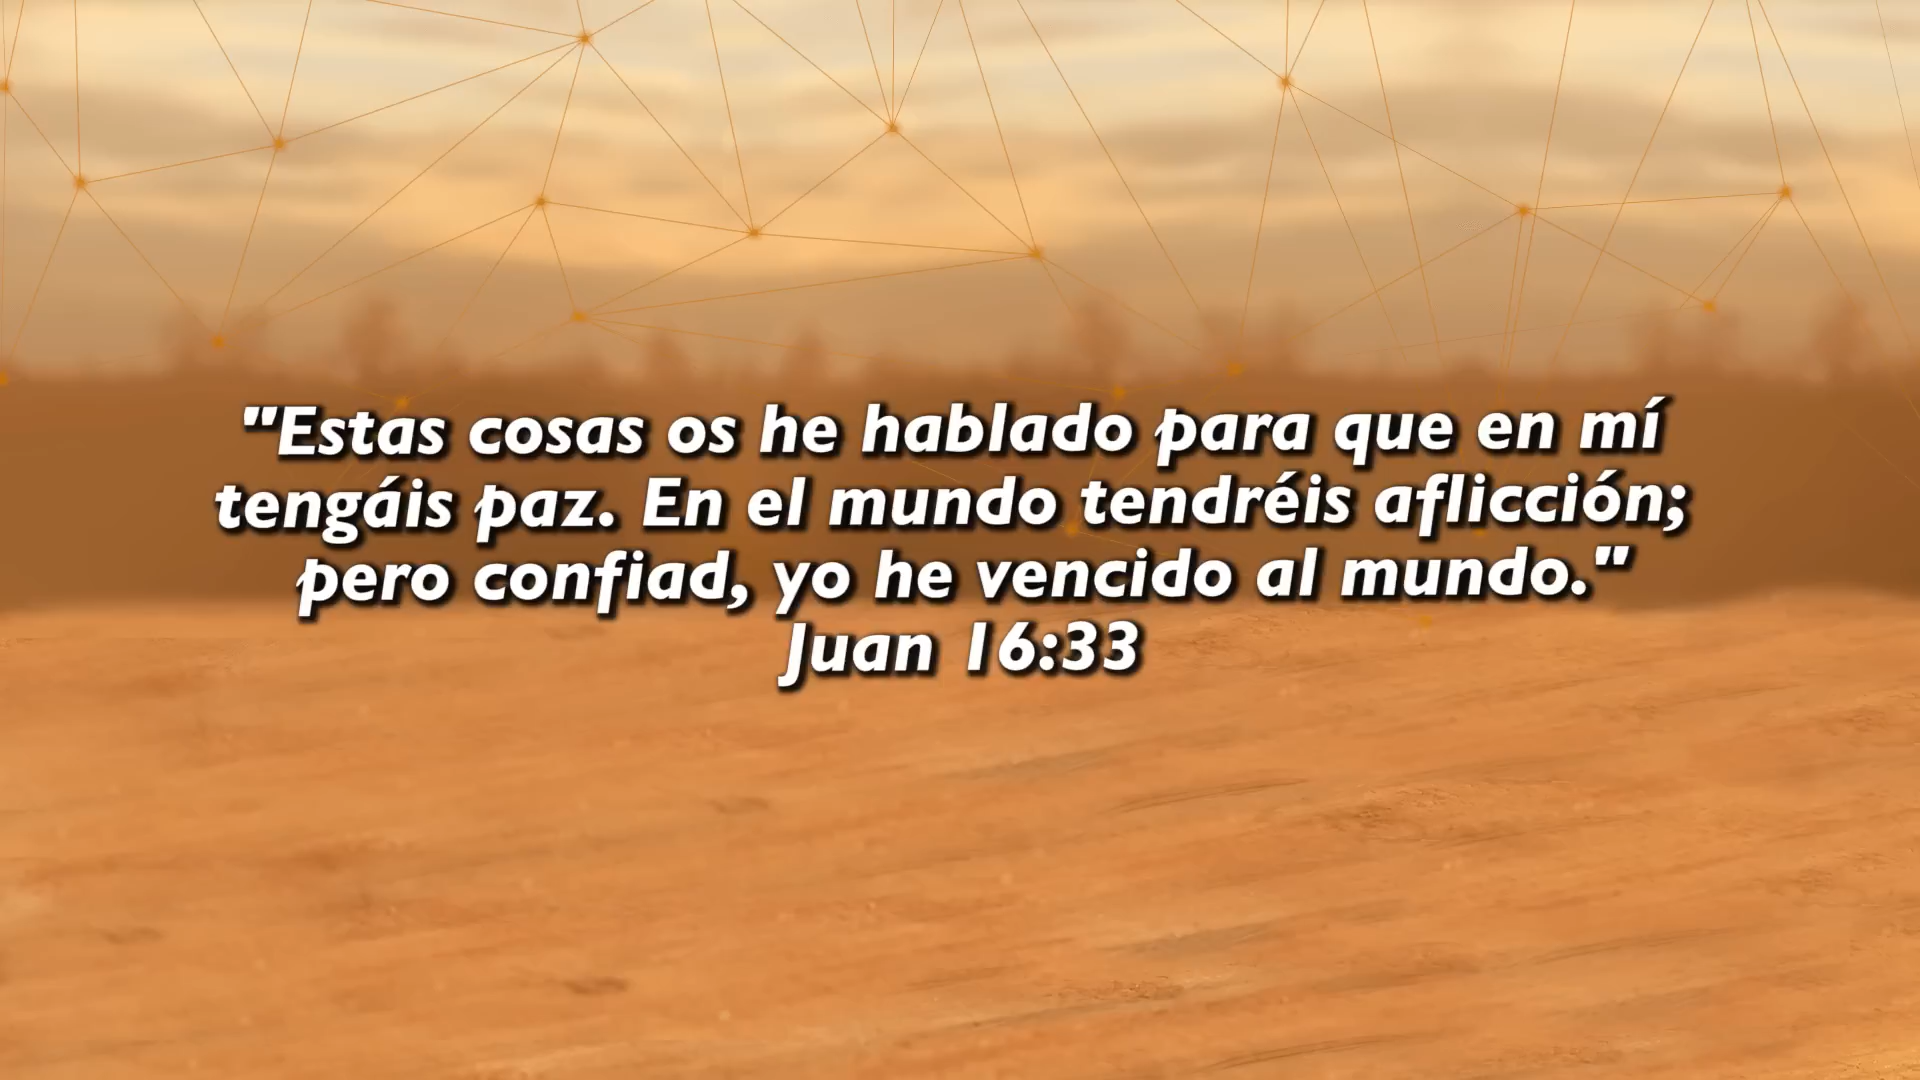 "Estas cosas os he hablado para que en mí
tengáis paz. En el mundo tendréis aflicción;
pero confiad, yo he vencido al mundo."
Juan 16:33